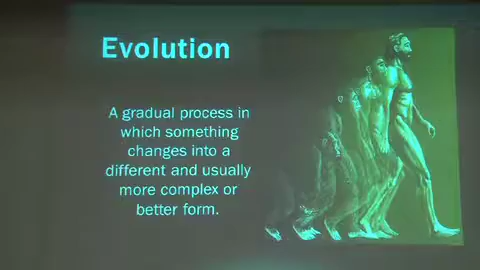 Evolution
A gradual process in
which something
changes into a
different and usually
more complex or
better form.